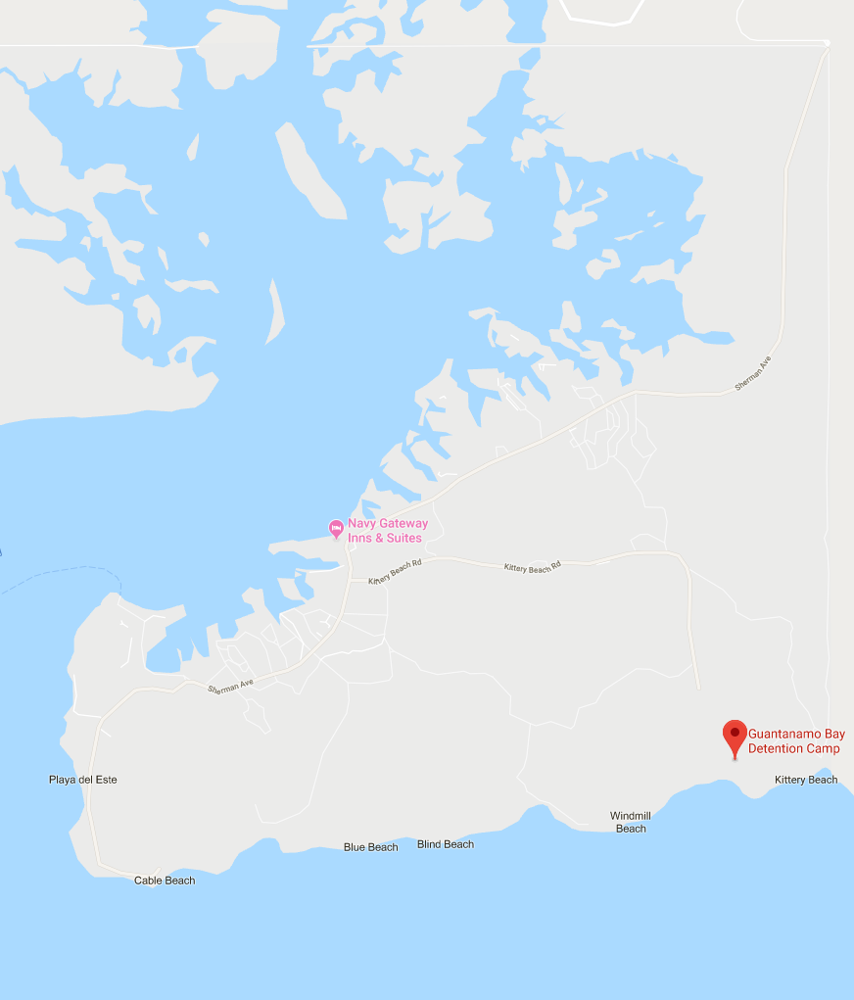 Sherman Ave
Navy Gateway
Inns & Suites
Kittery Beach Rd
Kittery Beach Rd
Sherman Ave
Guantanamo Bay
Detention Camp
Playa del Este
Kittery Beach
Windmill
Beach
Blue Beach
Blind Beach
Cable Beach